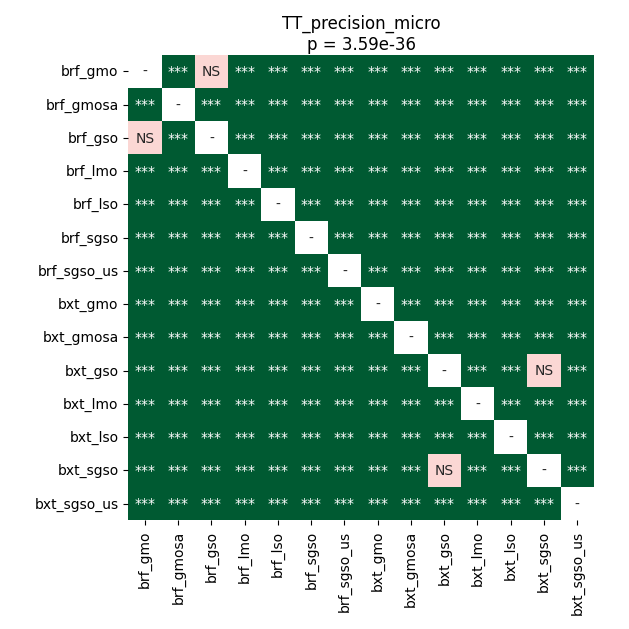 TT_precision_micro
p = 3.59e-36
brf_gmo - *** NS *** *** *** *** *** *** *** *** *** *** ***
brf_gmosa *** - *** *** *** *** *** *** *** *** *** *** *** ***
brf_gso NS *** - *** *** *** *** *** *** *** *** *** *** ***
brf_lmo *** *** *** - *** *** *** *** *** *** *** *** *** ***
brf_lso *** *** *** *** - *** *** *** *** *** *** *** *** ***
brf_sgso *** *** *** *** *** - *** *** *** *** *** *** *** ***
brf_sgso_us *** *** *** *** *** *** - *** *** *** *** *** *** ***
bxt_gmo *** *** *** *** *** *** *** - *** *** *** *** *** ***
bxt_gmosa *** *** *** *** *** *** *** *** - *** *** *** *** ***
bxt_gso *** *** *** *** *** *** *** *** *** - *** *** NS ***
bxt_lmo *** *** *** *** *** *** *** *** *** *** - *** *** ***
bxt_lso *** *** *** *** *** *** *** *** *** *** *** - *** ***
bxt_sgso *** *** *** *** *** *** *** *** *** NS *** *** - ***
bxt_sgso_us *** *** *** *** *** *** *** *** *** *** *** *** *** -
brf_gmo
brf_gmosa
brf_gso
brf_lmo
brf_lso
brf_sgso
brf_sgso_us
bxt_gmo
bxt_gmosa
bxt_gso
bxt_lmo
bxt_lso
bxt_sgso
bxt_sgso_us